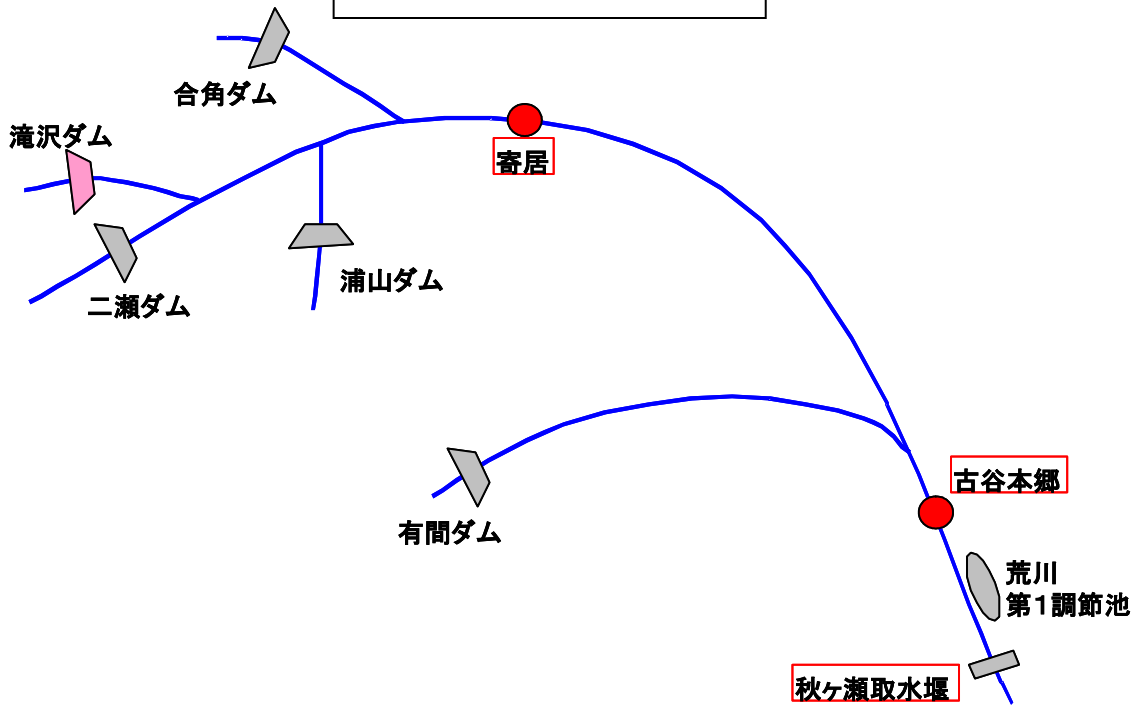 合角ダム
滝沢ダム
寄居
浦山ダム
二瀬ダム
古谷本郷
有間ダム
荒川
第1調節池
秋ヶ瀬取水堰